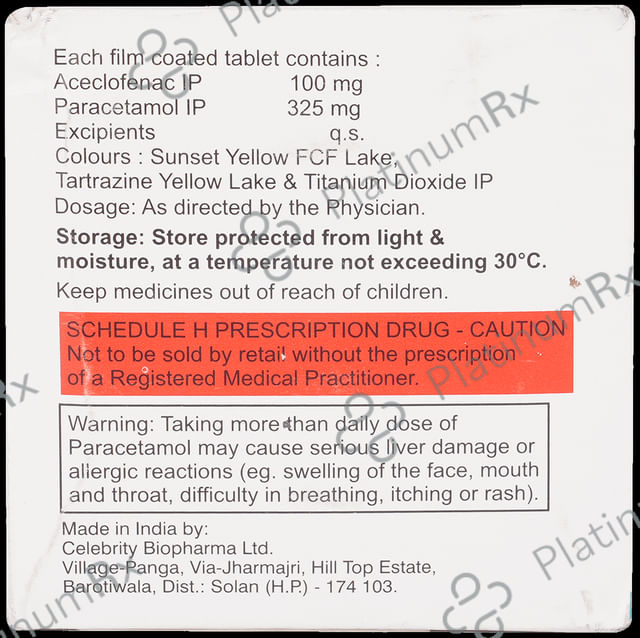 Each film coated tablet contains :
Aceclofenac IP 100 mg
Paracetamol IP 325 mg
Excipients q.s.
Colours : Sunset Yellow FCF Lake,
Tartrazine Yellow Lake & Titanium Dioxide IP
Dosage: As directed by the Physician.
Storage: Store protected from light &
moisture, at a temperature not exceeding 30°C.
Keep medicines out of reach of children.
SCHEDULE H PRESCRIPTION DRUG - CAUTION
Not to be sold by retail without the prescription
of a Registered Medical Practitioner.
Warning: Taking more than daily dose of
Paracetamol may cause serious liver damage or
allergic reactions (eg. swelling of the face, mouth
and throat, difficulty in breathing, itching or rash).
Made in India by:
Celebrity Biopharma Ltd.
Village-Panga, Via-Jharmajri, Hill Top Estate,
Barotiwala, Dist.: Solan (H.P.) - 174 103.
PlatinumRx
PlatinumRx
PlatinumRx
Platinu